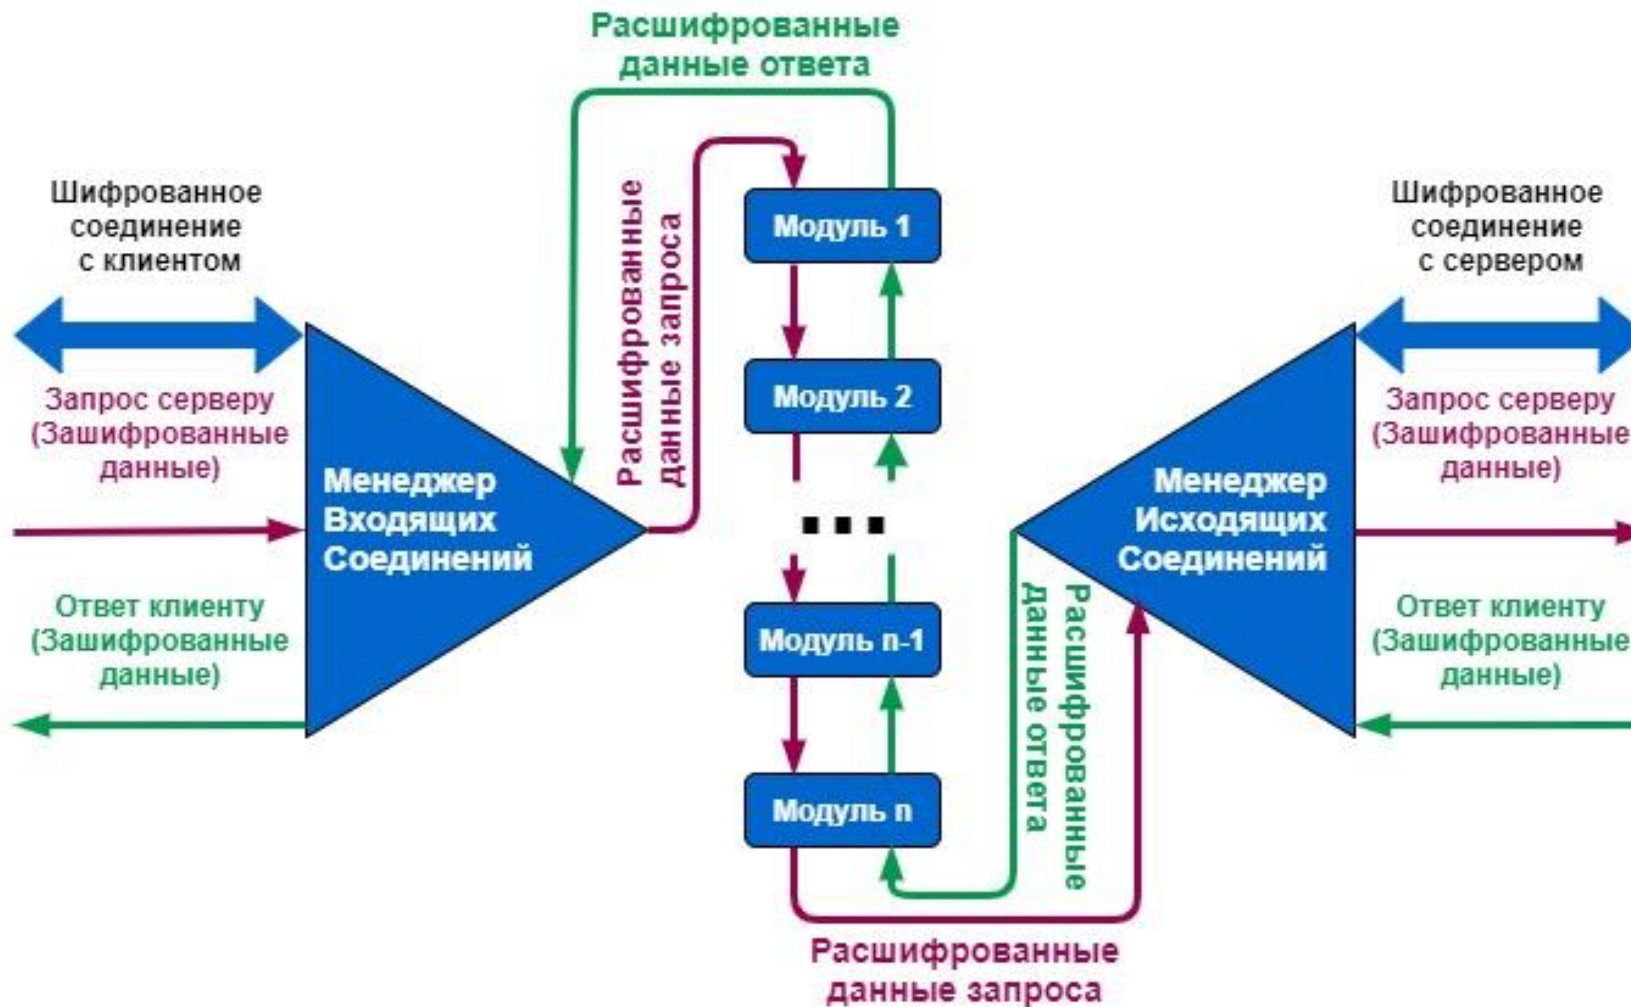 Расшифрованные
данные ответа
Шифрованное
соединение
с клиентом
Расшифрованные
данные запроса
Модуль 1
Шифрованное
соединение
с сервером
Запрос серверу
(Зашифрованные
данные)
Модуль 2
Запрос серверу
(Зашифрованные
данные)
Менеджер
Входящих
Соединений
...
Менеджер
Исходящих
Соединений
Ответ клиенту
(Зашифрованные
данные)
Модуль n-1
Расшифрованные
данные ответа
Ответ клиенту
(Зашифрованные
данные)
Модуль n
Расшифрованные
данные запроса